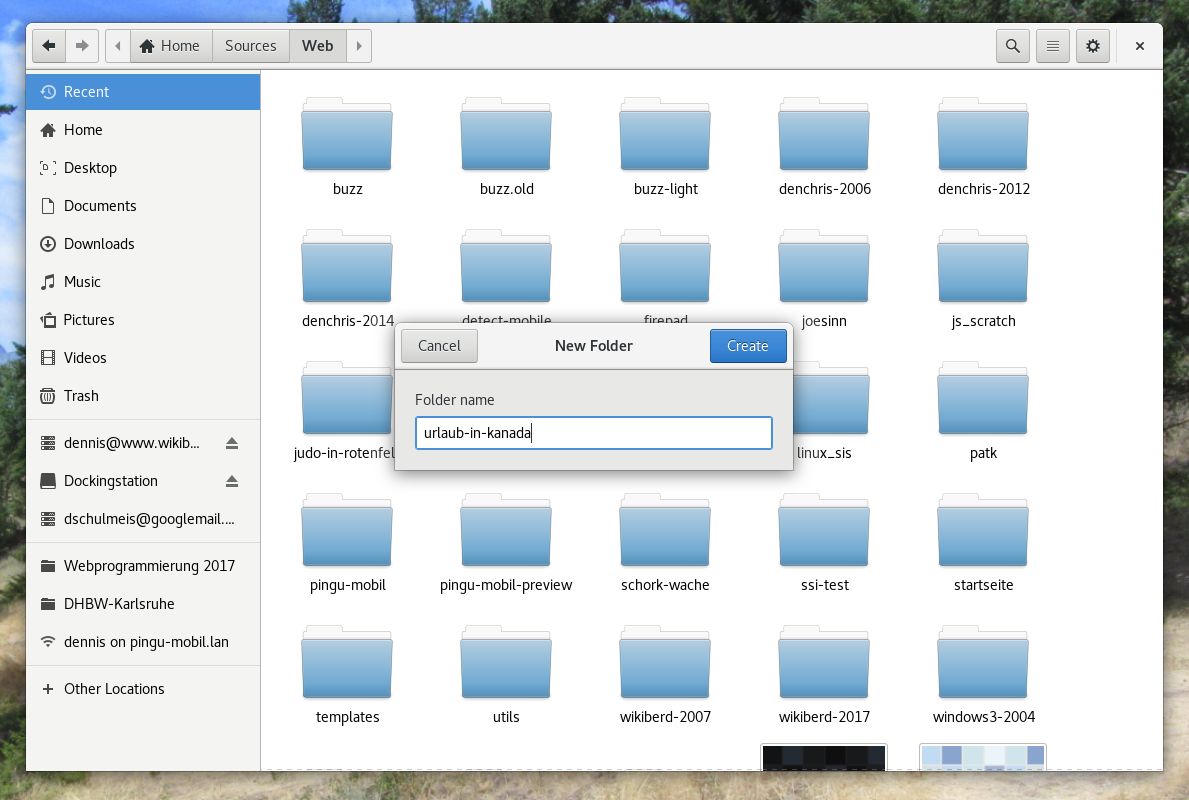 Home Sources Web
Recent
Home
Desktop
Documents
Downloads
Music
Pictures
Videos
Trash
dennis@www.wikib...
Dockingstation
dschulmeis@googlemail....
Webprogrammierung 2017
DHBW-Karlsruhe
dennis on pingu-mobil.lan
Other Locations
buzz buzz.old buzz-light denchris-2006 denchris-2012
denchris-2014 detect-mobile firepad joesinn js_scratch
Cancel New Folder Create
Folder name
urlaub-in-kanada
judo-in-rotenfel linux_sis patk
pingu-mobil pingu-mobil-preview schork-wache ssi-test startseite
templates utils wikiberd-2007 wikiberd-2017 windows3-2004